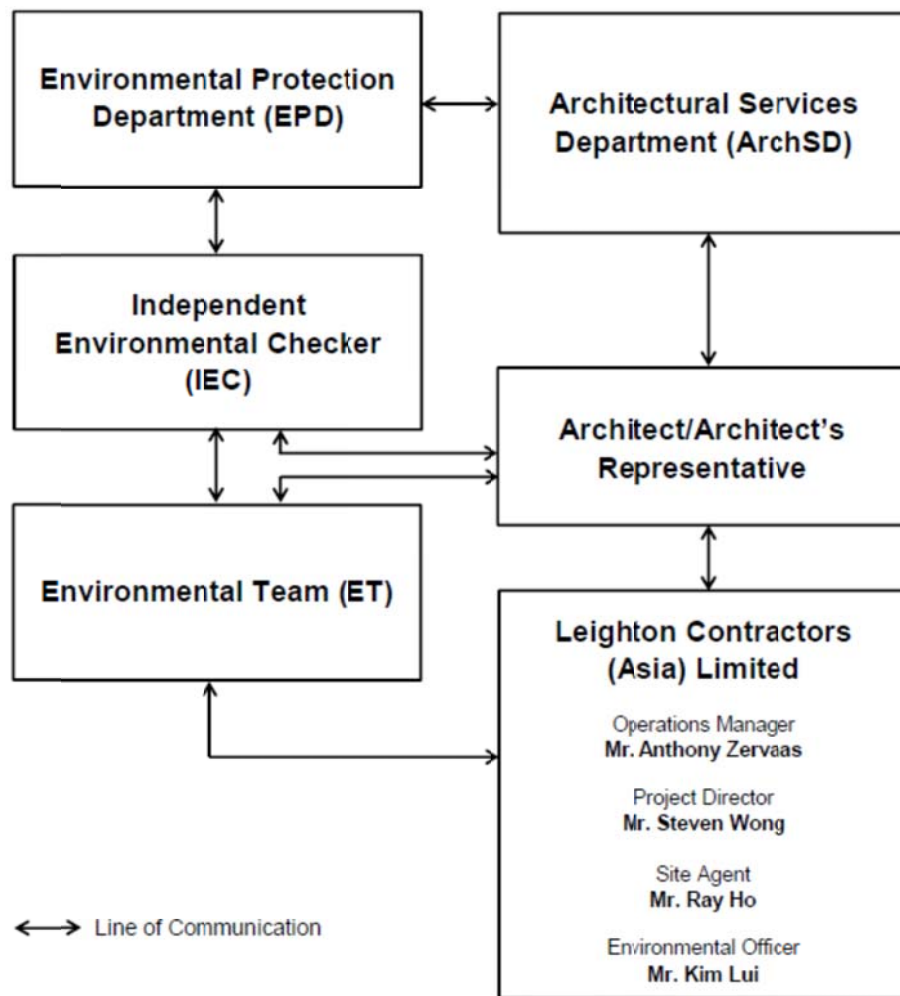 Environmental Protection
Department (EPD)
Architectural Services
Department (ArchSD)
Independent
Environmental Checker
(IEC)
Architect/Architect's
Representative
Environmental Team (ET)
Leighton Contractors
(Asia) Limited
Operations Manager
Mr. Anthony Zervaas
Project Director
Mr. Steven Wong
Site Agent
Mr. Ray Ho
Environmental Officer
Mr. Kim Lui
Line of Communication